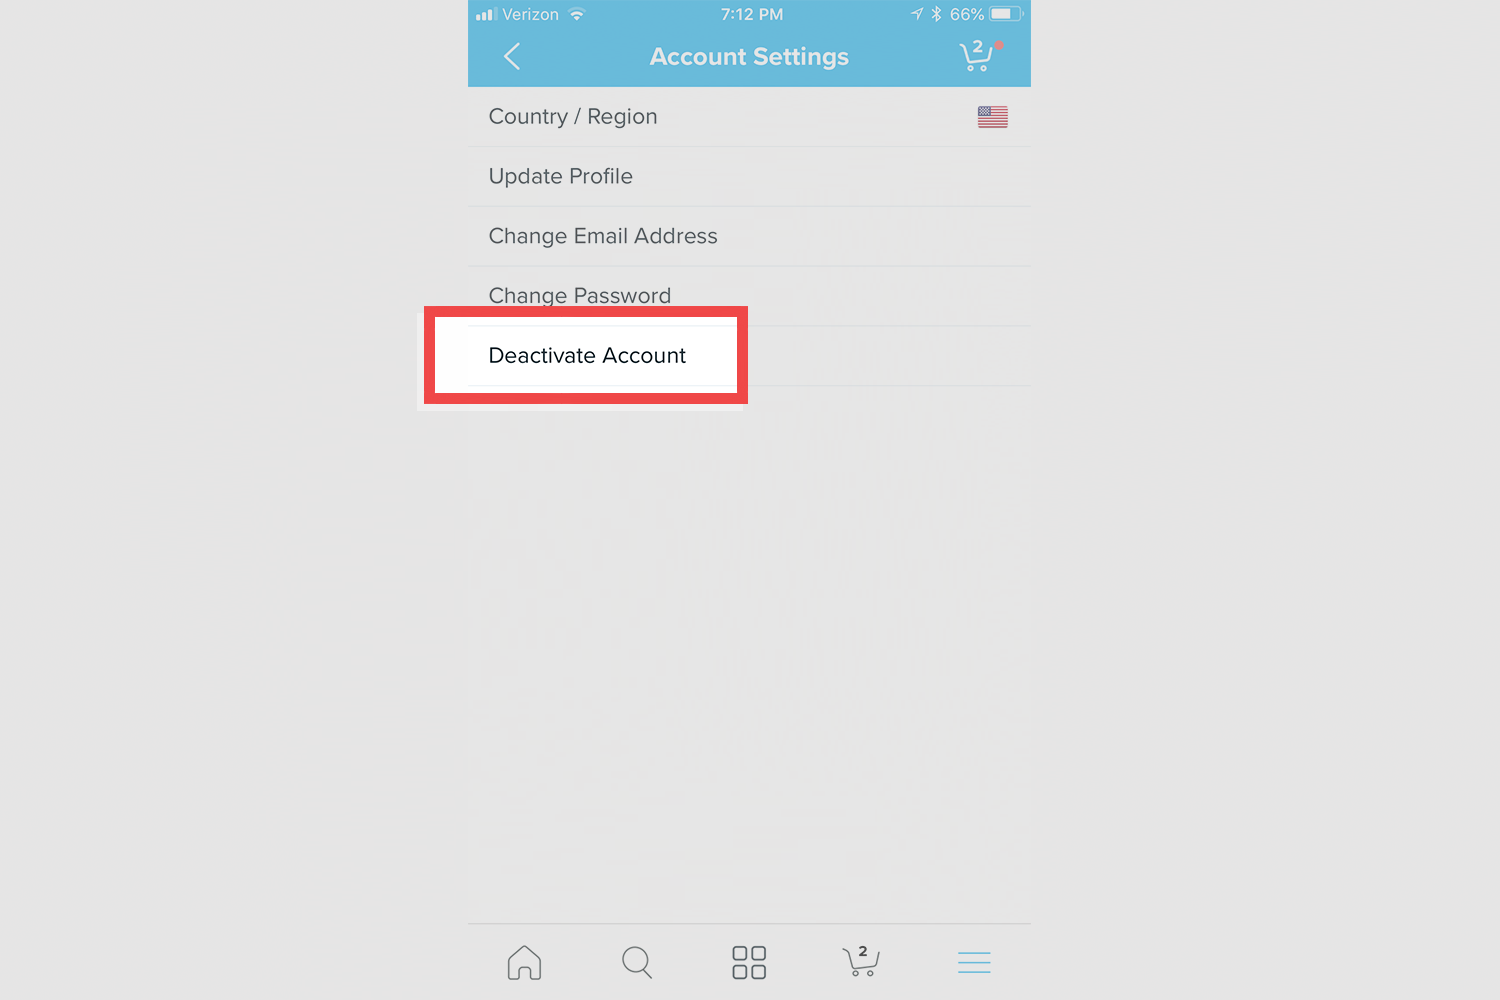 Verizon 7:12 PM 66%
Account Settings 2
Country / Region
Update Profile
Change Email Address
Change Password
Deactivate Account
2